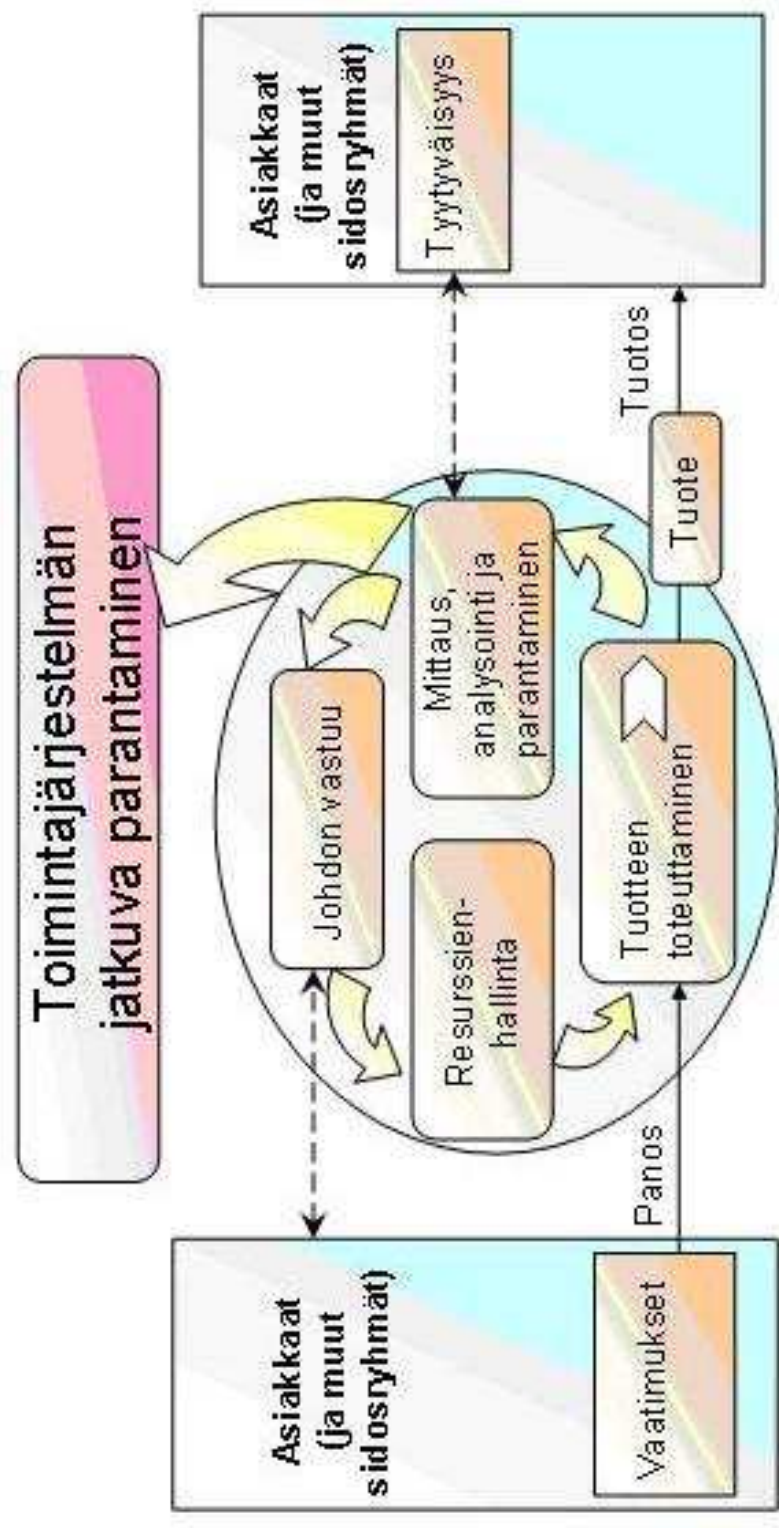 Toimintajärjestelmän
jatkuva parantaminen
Asiakkaat
(ja muut
sidosryhmät)
Vaatimukset
Panos
Johdon vastuu
Resurssien-
hallinta
Mittaus,
analysointi ja
parantaminen
Tuotteen
toteuttaminen
Tuote
Tuotos
Asiakkaat
(ja muut
sidosryhmät)
Tyytyväisyys